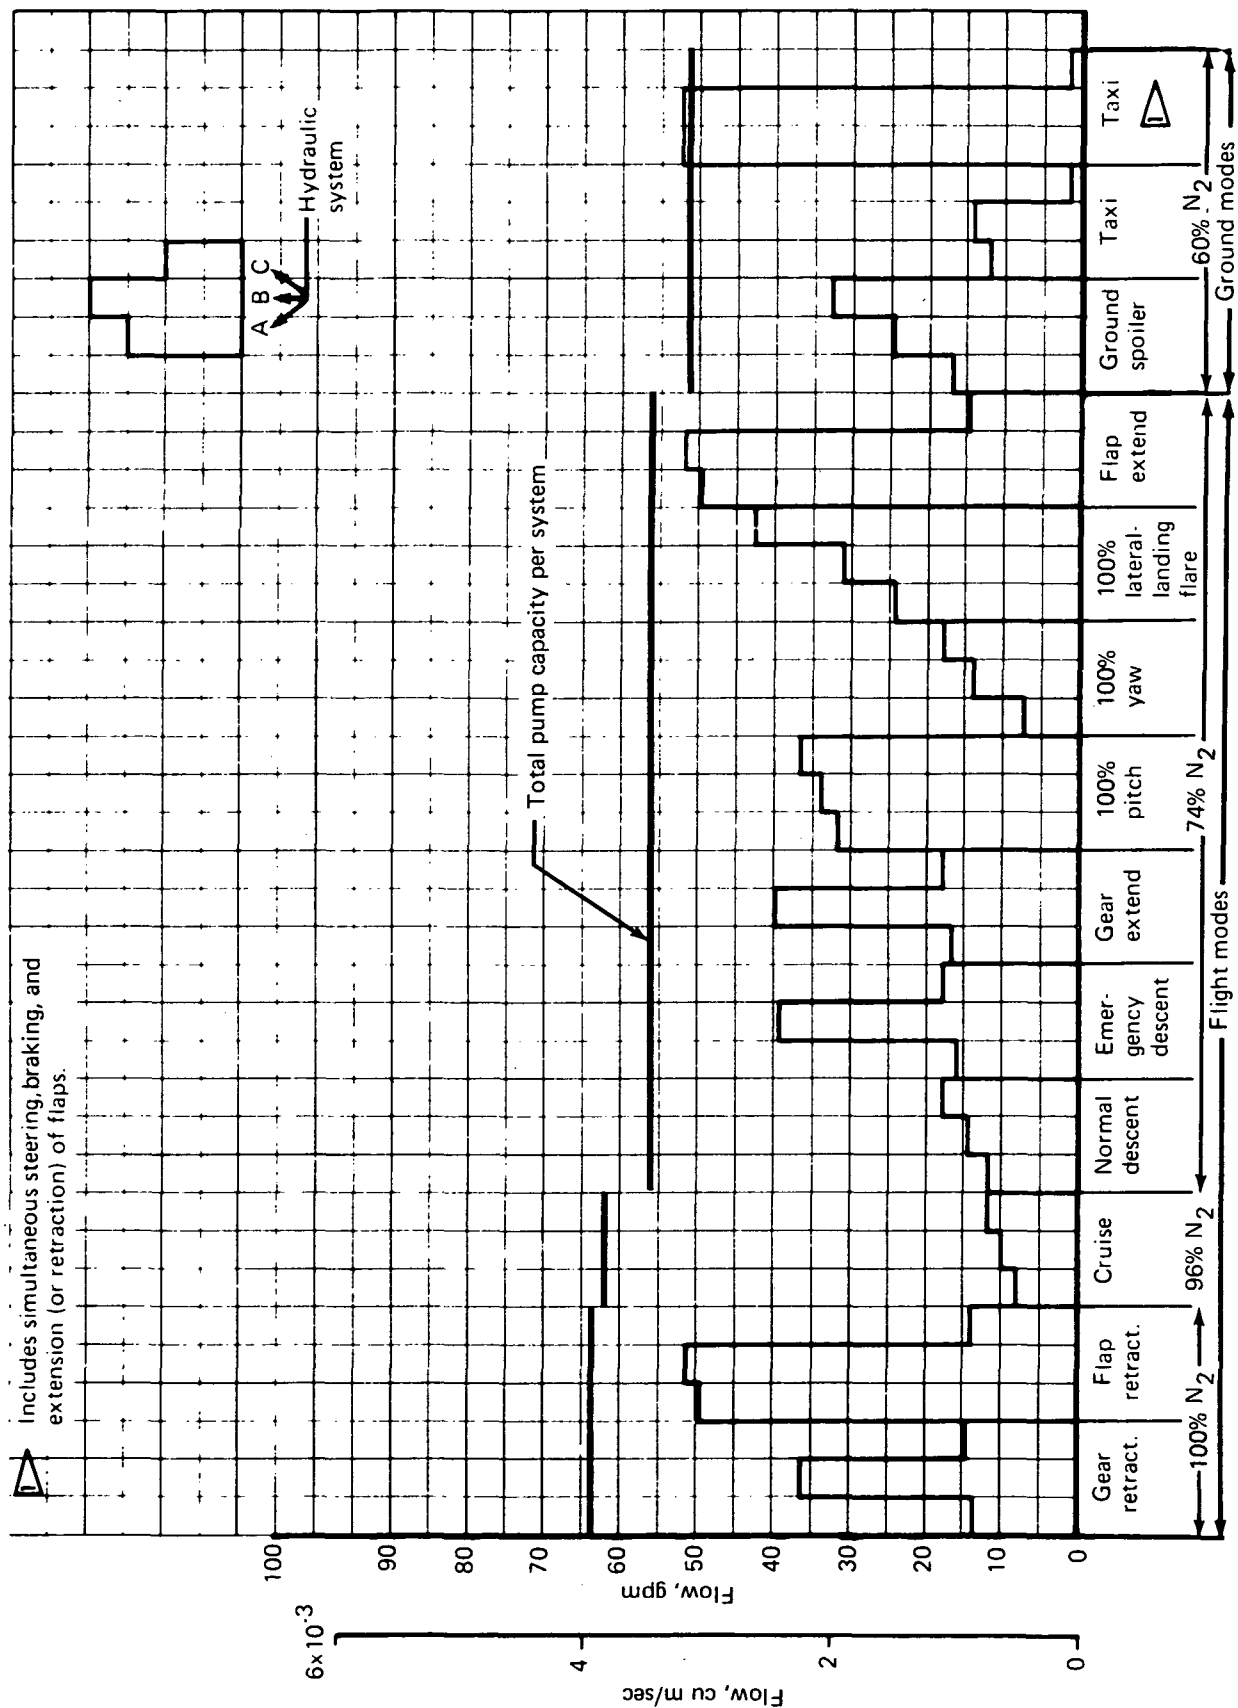 1 Includes simultaneous steering, braking, and
extension (or retraction) of flaps.
Hydraulic
system
A B C
Total pump capacity per system
6x10-3
4
2
0
Flow, cu m/sec
100
90
80
70
60
50
40
30
20
10
0
Flow, gpm
Gear
retract.
Flap
retract.
Cruise
Normal
descent
Emer-
gency
descent
Gear
extend
100%
pitch
100%
yaw
100%
lateral-
landing
flare
Flap
extend
Ground
spoiler
Taxi
Taxi
1
100% N2
96% N2
74% N2
60% N2
Flight modes
Ground modes